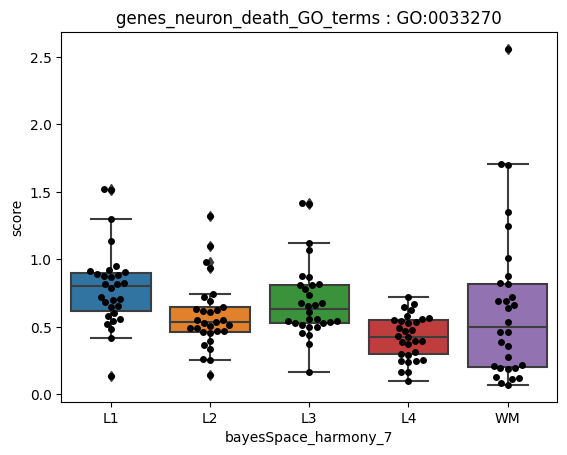 genes_neuron_death_GO_terms : GO:0033270
2.5
2.0
1.5
1.0
0.5
0.0
score
L1 L2 L3 L4 WM
bayesSpace_harmony_7